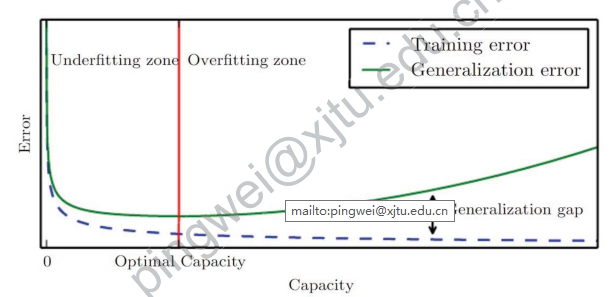 Underfitting zone
Overfitting zone
Training error
Generalization error
Error
mailto:pingwei@xjtu.edu.cn
Generalization gap
0
Optimal Capacity
Capacity
pingwei@xjtu.edu.cn